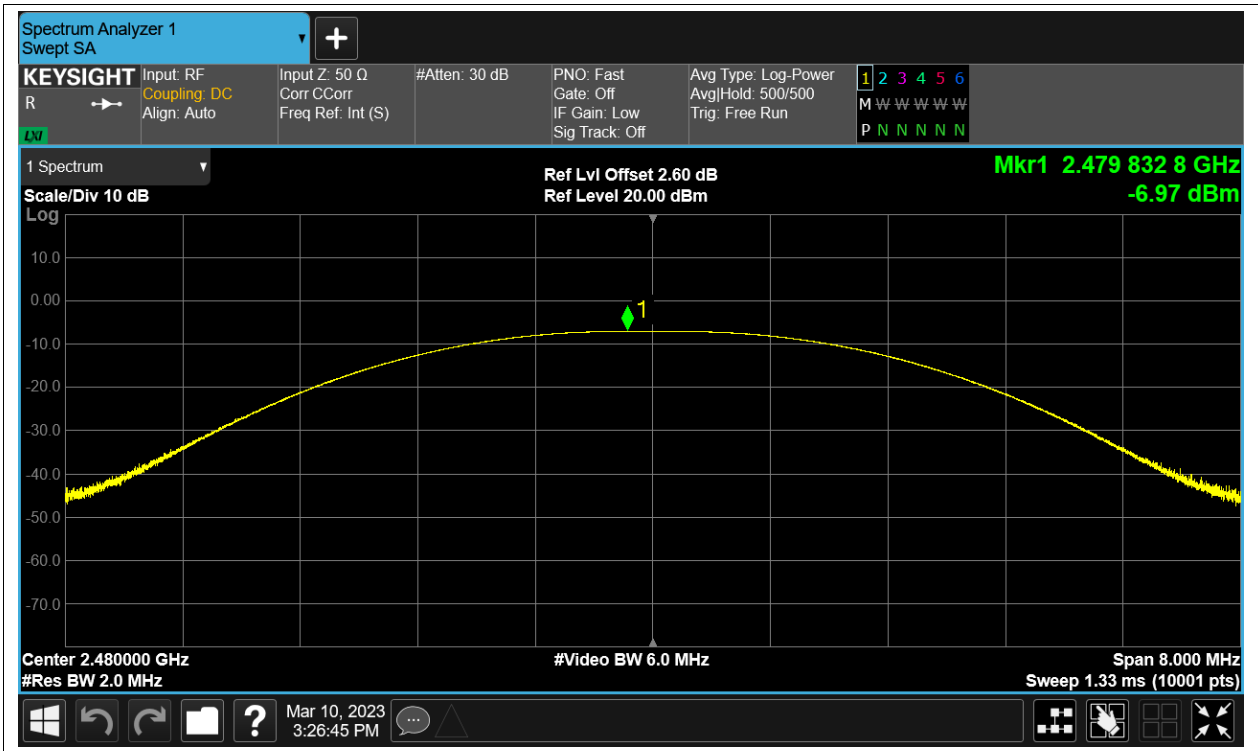 Spectrum Analyzer 1
Swept SA
KEYSIGHT
R
LXI
Input: RF
Coupling: DC
Align: Auto
Input Z: 50 Ω
Corr CCorr
Freq Ref: Int (S)
#Atten: 30 dB
PNO: Fast
Gate: Off
IF Gain: Low
Sig Track: Off
Avg Type: Log-Power
Avg|Hold: 500/500
Trig: Free Run
1 2 3 4 5 6
M W W W W W
P N N N N N
1 Spectrum
Scale/Div 10 dB
Ref Lvl Offset 2.60 dB
Ref Level 20.00 dBm
Mkr1 2.479 832 8 GHz
-6.97 dBm
Log
10.0
0.00
1
-10.0
-20.0
-30.0
-40.0
-50.0
-60.0
-70.0
Center 2.480000 GHz
#Video BW 6.0 MHz
Span 8.000 MHz
#Res BW 2.0 MHz
Sweep 1.33 ms (10001 pts)
?
Mar 10, 2023
3:26:45 PM